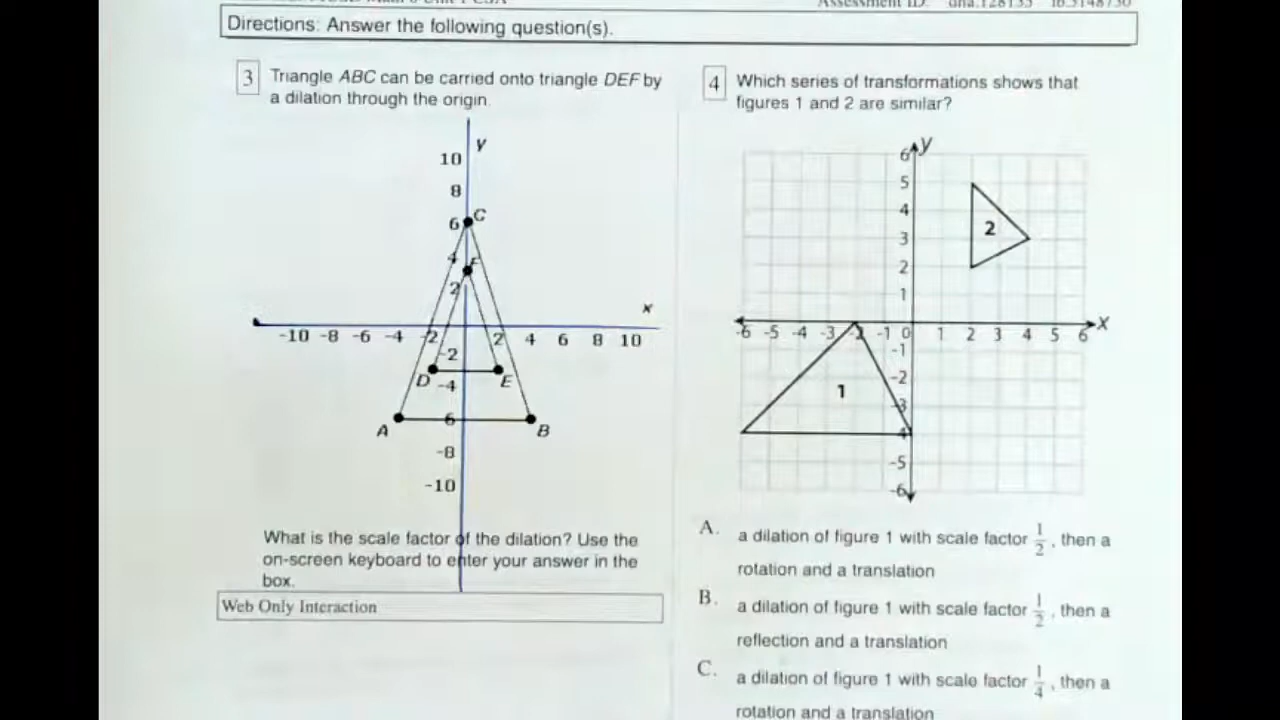 Assessment ID: dna.128155 ib.5148750
Directions: Answer the following question(s).
3
Triangle ABC can be carried onto triangle DEF by
a dilation through the origin.
y
10
8
6
C
4
F
2
x
-10 -8 -6 -4 -2 2 4 6 8 10
-2
D
-4
E
A
-6
B
-8
-10
What is the scale factor of the dilation? Use the
on-screen keyboard to enter your answer in the
box.
Web Only Interaction
4
Which series of transformations shows that
figures 1 and 2 are similar?
y
6
5
4
3
2
2
1
x
-6 -5 -4 -3 -2 -1 0 1 2 3 4 5 6
-1
-2
1
-3
-4
-5
-6
A. a dilation of figure 1 with scale factor 1/2, then a
rotation and a translation
B. a dilation of figure 1 with scale factor 1/2, then a
reflection and a translation
C. a dilation of figure 1 with scale factor 1/4, then a
rotation and a translation